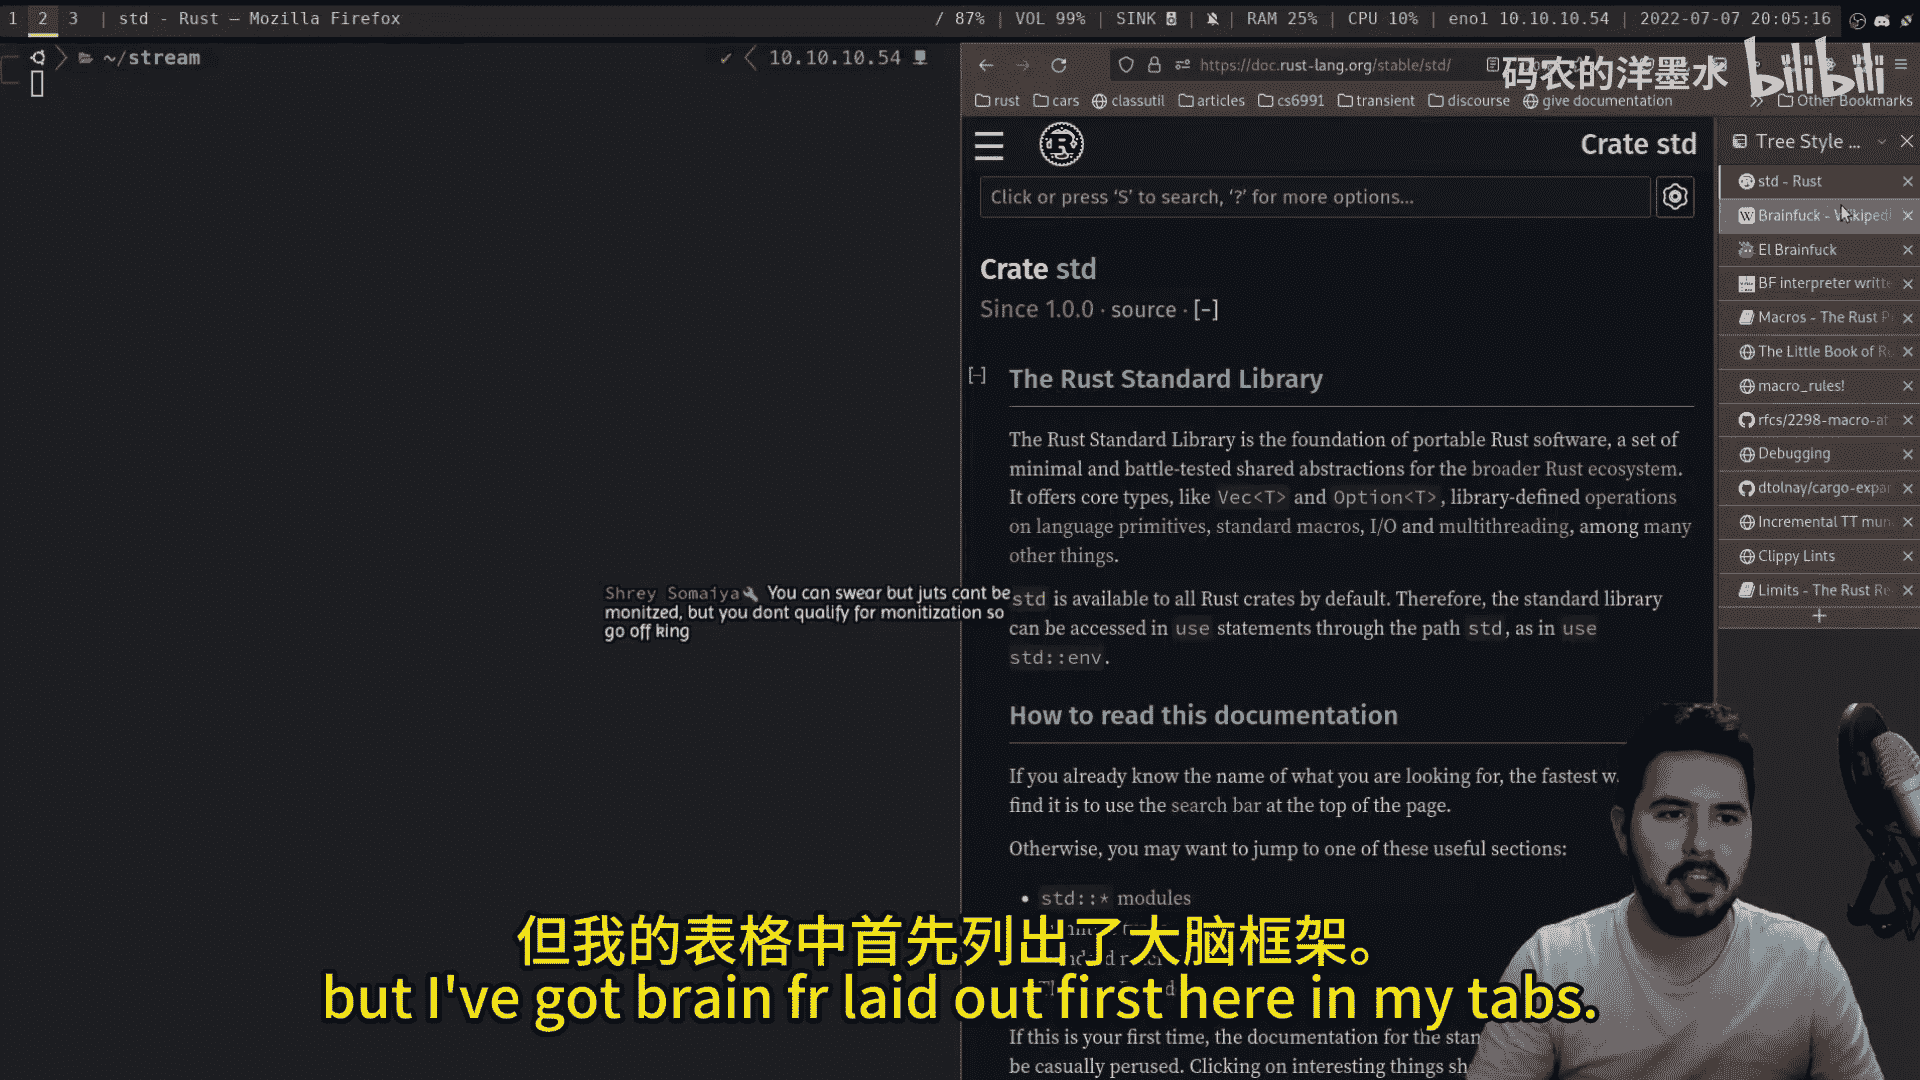 1 2 3 | std - Rust — Mozilla Firefox
/ 87% | VOL 99% | SINK | | RAM 25% | CPU 10% | eno1 10.10.10.54 | 2022-07-07 20:05:16
~/stream
✓ 10.10.10.54
https://doc.rust-lang.org/stable/std/
码农的洋墨水 bilibili
rust cars classutil articles cs6991 transient discourse give documentation » Other Bookmarks
Crate std
Click or press ‘S’ to search, ‘?’ for more options...
Crate std
Since 1.0.0 · source · [−]
[−] The Rust Standard Library
The Rust Standard Library is the foundation of portable Rust software, a set of
minimal and battle-tested shared abstractions for the broader Rust ecosystem.
It offers core types, like Vec<T> and Option<T>, library-defined operations
on language primitives, standard macros, I/O and multithreading, among many
other things.
std is available to all Rust crates by default. Therefore, the standard library
can be accessed in use statements through the path std, as in use
std::env.
How to read this documentation
If you already know the name of what you are looking for, the fastest w
find it is to use the search bar at the top of the page.
Otherwise, you may want to jump to one of these useful sections:
• std::* modules
If this is your first time, the documentation for the stan
be casually perused. Clicking on interesting things sh
Tree Style ...
std - Rust
Brainfuck - Wikiped
El Brainfuck
BF interpreter writte
Macros - The Rust P
The Little Book of Ru
macro_rules!
rfcs/2298-macro-at
Debugging
dtolnay/cargo-expa
Incremental TT mun
Clippy Lints
Limits - The Rust Re
+
Shrey Somaiya You can swear but juts cant be
monitzed, but you dont qualify for monitization so
go off king
但我的表格中首先列出了大脑框架。
but I've got brain fr laid out first here in my tabs.